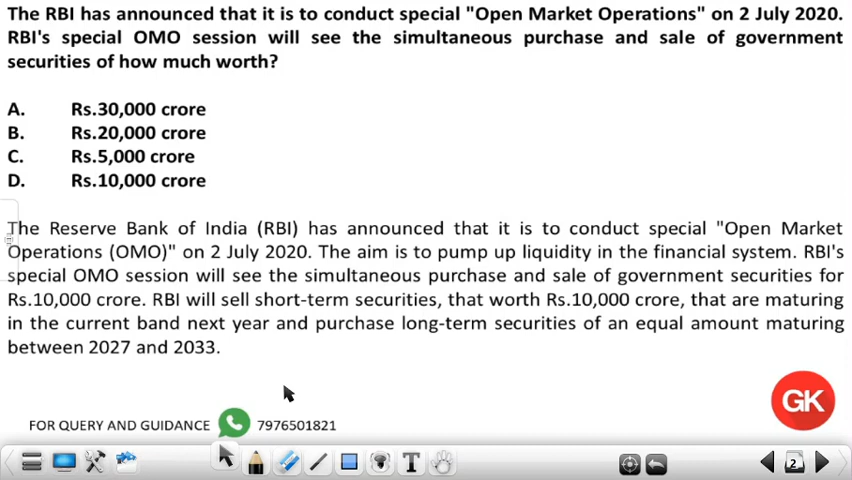 The RBI has announced that it is to conduct special "Open Market Operations" on 2 July 2020.
RBI's special OMO session will see the simultaneous purchase and sale of government
securities of how much worth?
A. Rs.30,000 crore
B. Rs.20,000 crore
C. Rs.5,000 crore
D. Rs.10,000 crore
The Reserve Bank of India (RBI) has announced that it is to conduct special "Open Market
Operations (OMO)" on 2 July 2020. The aim is to pump up liquidity in the financial system. RBI's
special OMO session will see the simultaneous purchase and sale of government securities for
Rs.10,000 crore. RBI will sell short-term securities, that worth Rs.10,000 crore, that are maturing
in the current band next year and purchase long-term securities of an equal amount maturing
between 2027 and 2033.
GK
FOR QUERY AND GUIDANCE 7976501821
T
2